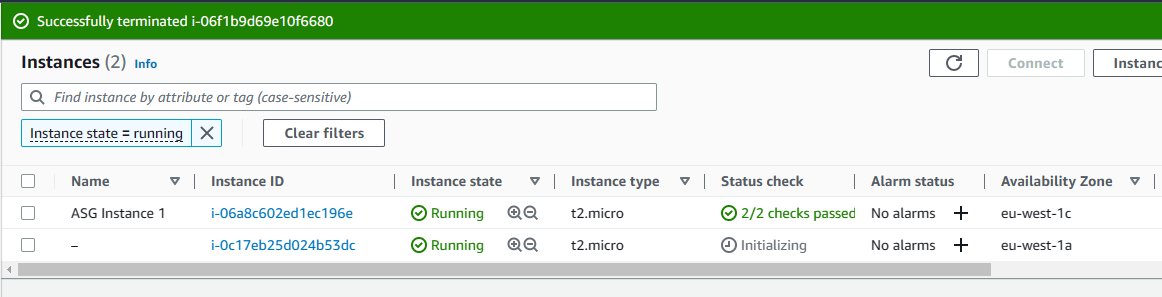 Successfully terminated i-06f1b9d69e10f6680
Instances (2) Info
Connect
Instanc
Find instance by attribute or tag (case-sensitive)
Instance state = running
Clear filters
Name Instance ID Instance state Instance type Status check Alarm status Availability Zone
ASG Instance 1 i-06a8c602ed1ec196e Running t2.micro 2/2 checks passed No alarms + eu-west-1c
– i-0c17eb25d024b53dc Running t2.micro Initializing No alarms + eu-west-1a